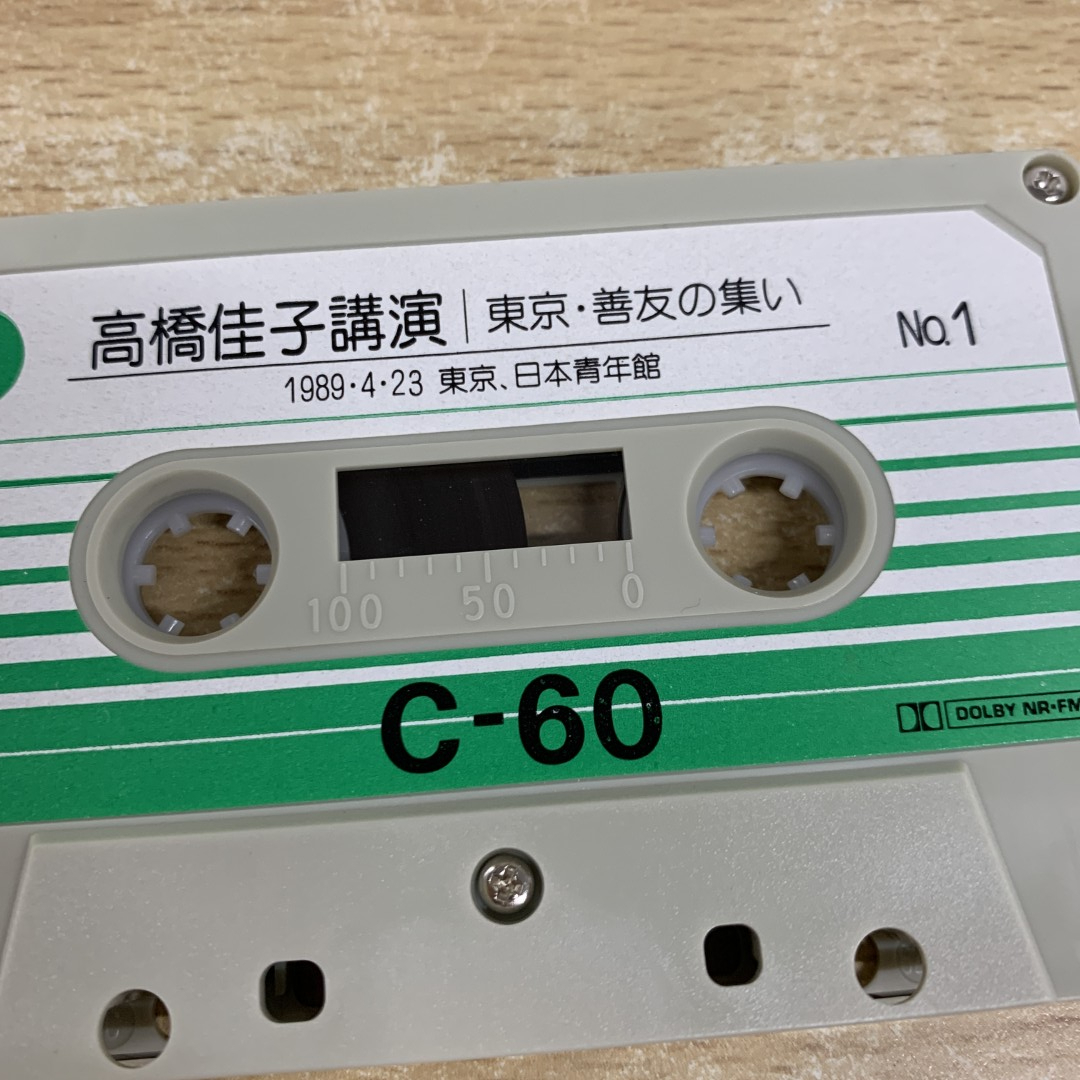 高橋佳子講演 東京・善友の集い No.1
1989・4・23 東京、日本青年館
100 50 0
C-60
DOLBY NR・FM